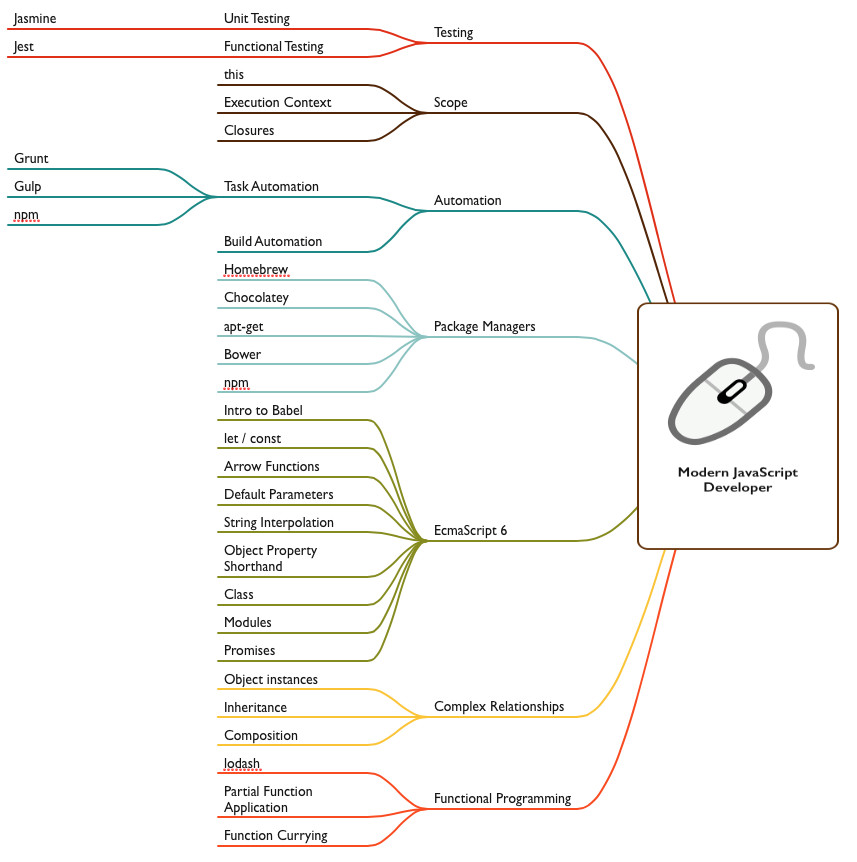 Jasmine
Unit Testing
Testing
Jest
Functional Testing
this
Execution Context
Scope
Closures
Grunt
Gulp
Task Automation
npm
Automation
Build Automation
Homebrew
Chocolatey
apt-get
Package Managers
Bower
npm
Intro to Babel
let / const
Arrow Functions
Default Parameters
String Interpolation
EcmaScript 6
Object Property
Shorthand
Class
Modules
Promises
Modern JavaScript
Developer
Object instances
Inheritance
Complex Relationships
Composition
lodash
Partial Function
Application
Functional Programming
Function Currying